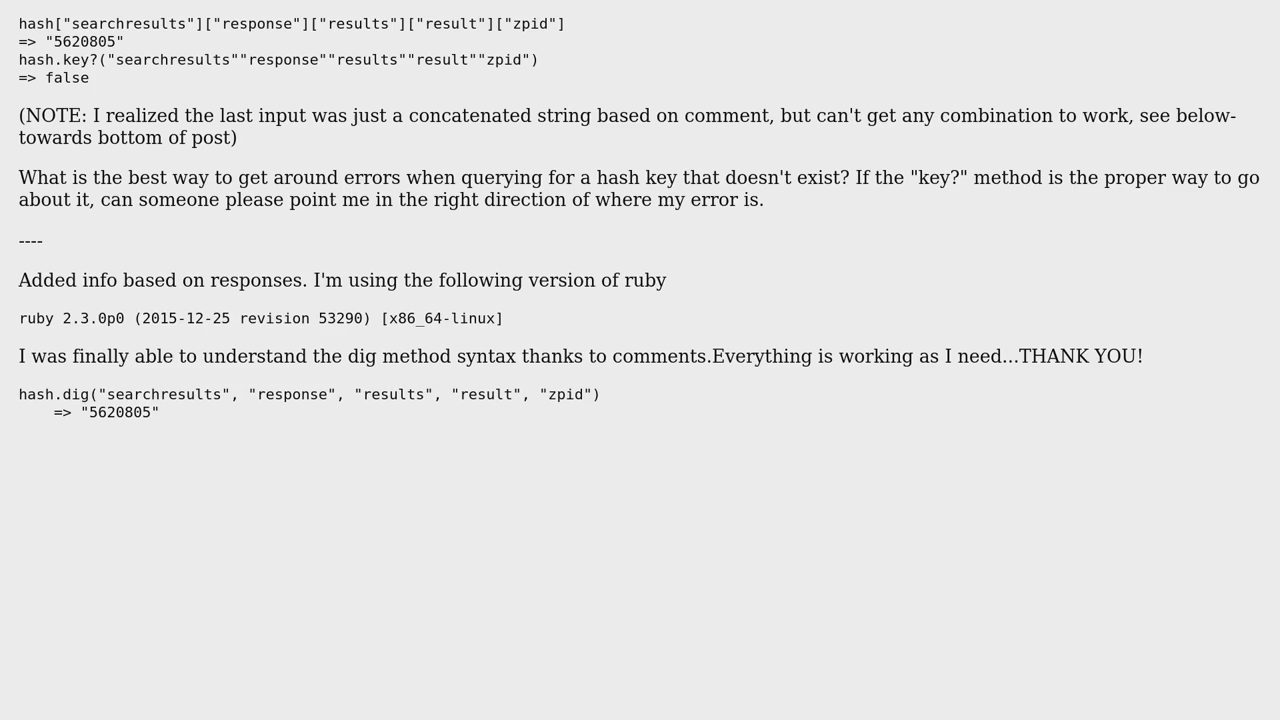 hash["searchresults"]["response"]["results"]["result"]["zpid"]
=> "5620805"
hash.key?("searchresults""response""results""result""zpid")
=> false
(NOTE: I realized the last input was just a concatenated string based on comment, but can't get any combination to work, see below-
towards bottom of post)
What is the best way to get around errors when querying for a hash key that doesn't exist? If the "key?" method is the proper way to go
about it, can someone please point me in the right direction of where my error is.
----
Added info based on responses. I'm using the following version of ruby
ruby 2.3.0p0 (2015-12-25 revision 53290) [x86_64-linux]
I was finally able to understand the dig method syntax thanks to comments.Everything is working as I need...THANK YOU!
hash.dig("searchresults", "response", "results", "result", "zpid")
    => "5620805"